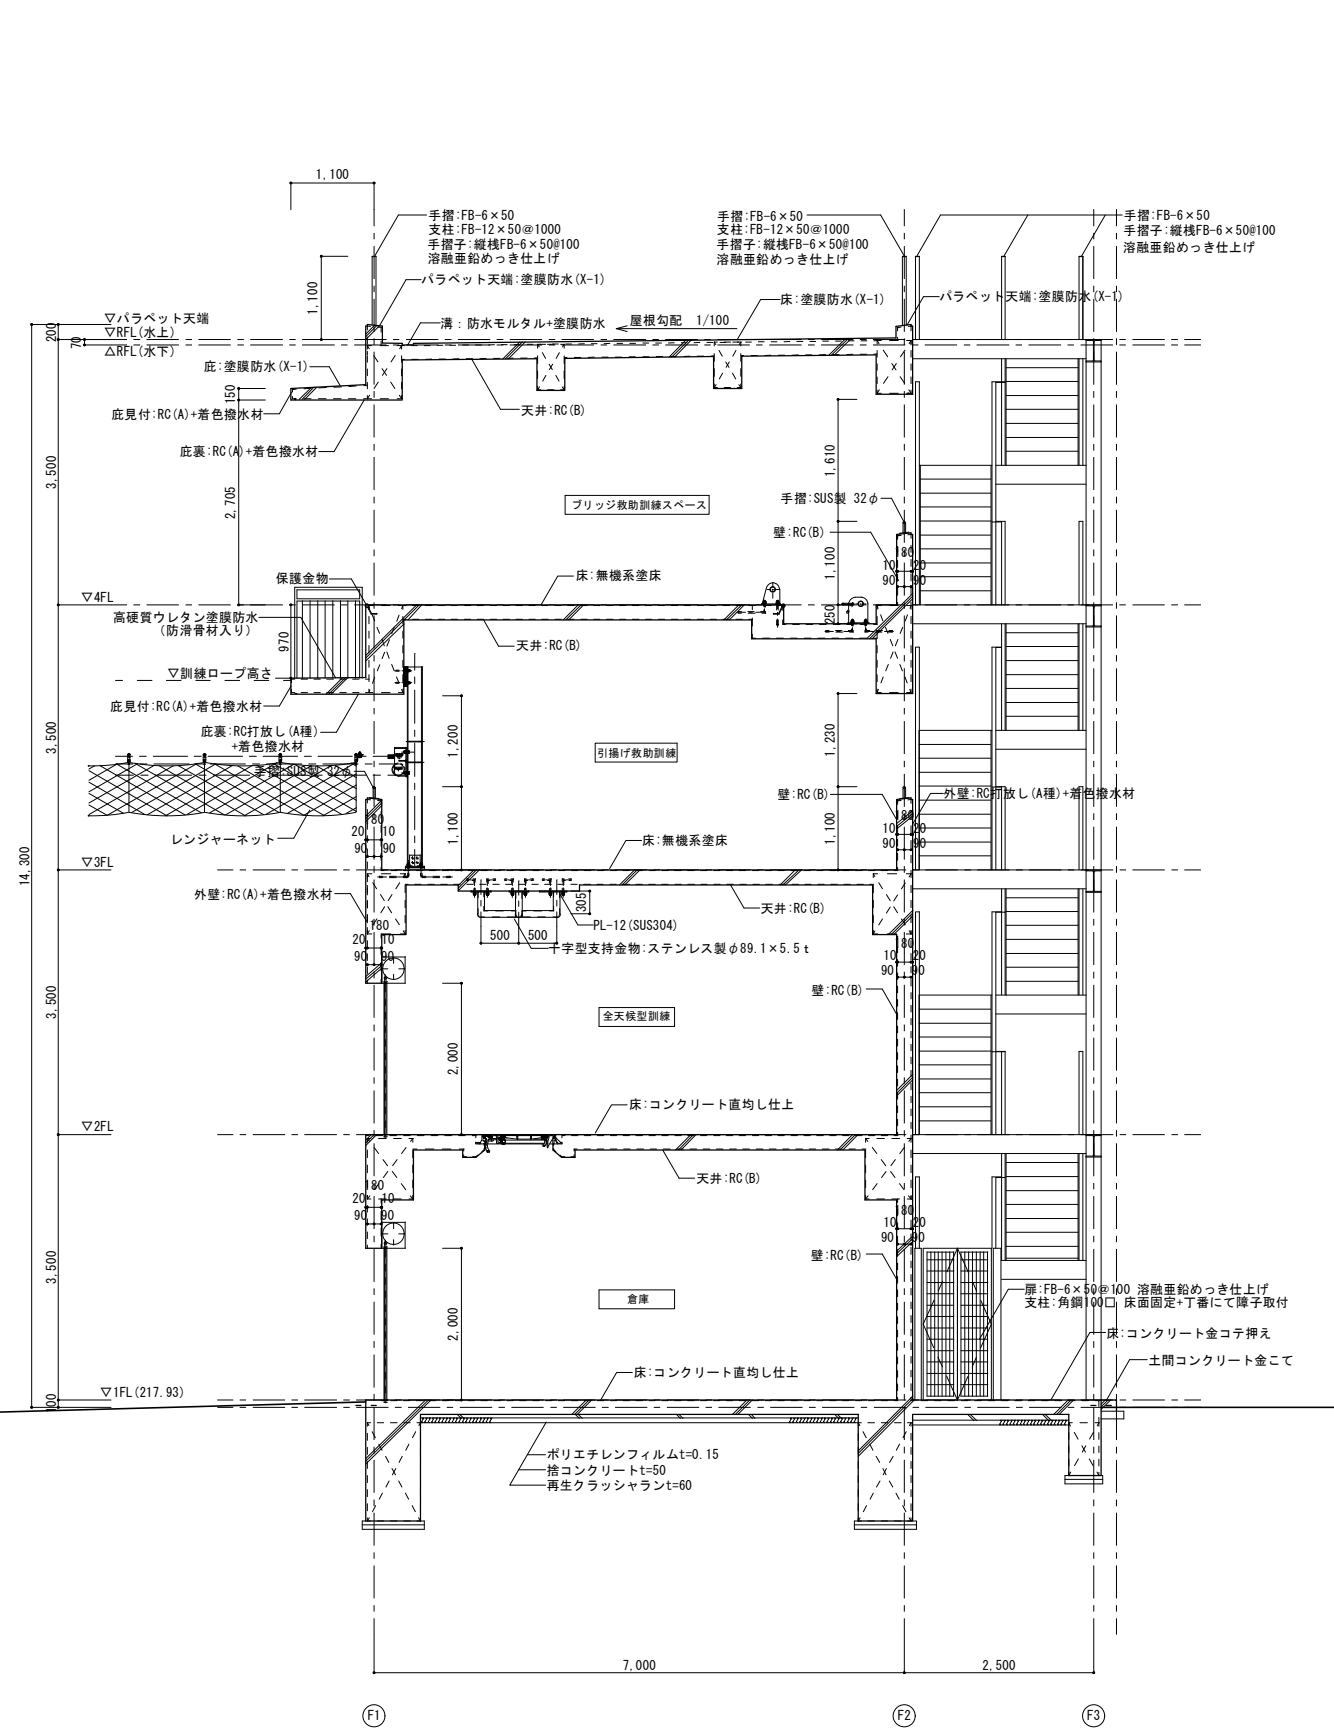 1,100
手摺:FB-6×50
支柱:FB-12×50@1000
手摺子:縦桟FB-6×50@100
溶融亜鉛めっき仕上げ
手摺:FB-6×50
支柱:FB-12×50@1000
手摺子:縦桟FB-6×50@100
溶融亜鉛めっき仕上げ
手摺:FB-6×50
手摺子:縦桟FB-6×50@100
溶融亜鉛めっき仕上げ
パラペット天端:塗膜防水(X-1)
1,100
床:塗膜防水(X-1)
パラペット天端:塗膜防水(X-1)
▽パラペット天端
▽RFL(水上)
△RFL(水下)
200
70
溝：防水モルタル+塗膜防水
屋根勾配 1/100
庇:塗膜防水(X-1)
150
庇見付:RC(A)+着色撥水材
天井:RC(B)
庇裏:RC(A)+着色撥水材
3,500
2,705
1,610
ブリッジ救助訓練スペース
手摺:SUS製 32φ
壁:RC(B)
180
10
20
90
90
1,100
保護金物
床:無機系塗床
▽4FL
高硬質ウレタン塗膜防水
(防滑骨材入り)
970
250
天井:RC(B)
▽訓練ロープ高さ
庇見付:RC(A)+着色撥水材
庇裏:RC打放し(A種)
+着色撥水材
3,500
1,200
1,230
引揚げ救助訓練
手摺:SUS製 32φ
壁:RC(B)
外壁:RC打放し(A種)+着色撥水材
レンジャーネット
180
20
10
90
90
1,100
1,100
180
10
20
90
90
床:無機系塗床
14,300
▽3FL
外壁:RC(A)+着色撥水材
305
天井:RC(B)
PL-12(SUS304)
500
500
十字型支持金物:ステンレス製φ89.1×5.5t
180
20
10
90
90
180
10
20
90
90
壁:RC(B)
3,500
全天候型訓練
2,000
床:コンクリート直均し仕上
▽2FL
天井:RC(B)
180
20
10
90
90
180
10
20
90
90
壁:RC(B)
3,500
倉庫
2,000
扉:FB-6×50@100 溶融亜鉛めっき仕上げ
支柱:角鋼100□ 床面固定+丁番にて障子取付
床:コンクリート金コテ押え
土間コンクリート金こて
床:コンクリート直均し仕上
▽1FL(217.93)
100
ポリエチレンフィルムt=0.15
捨コンクリートt=50
再生クラッシャランt=60
7,000
2,500
F1
F2
F3